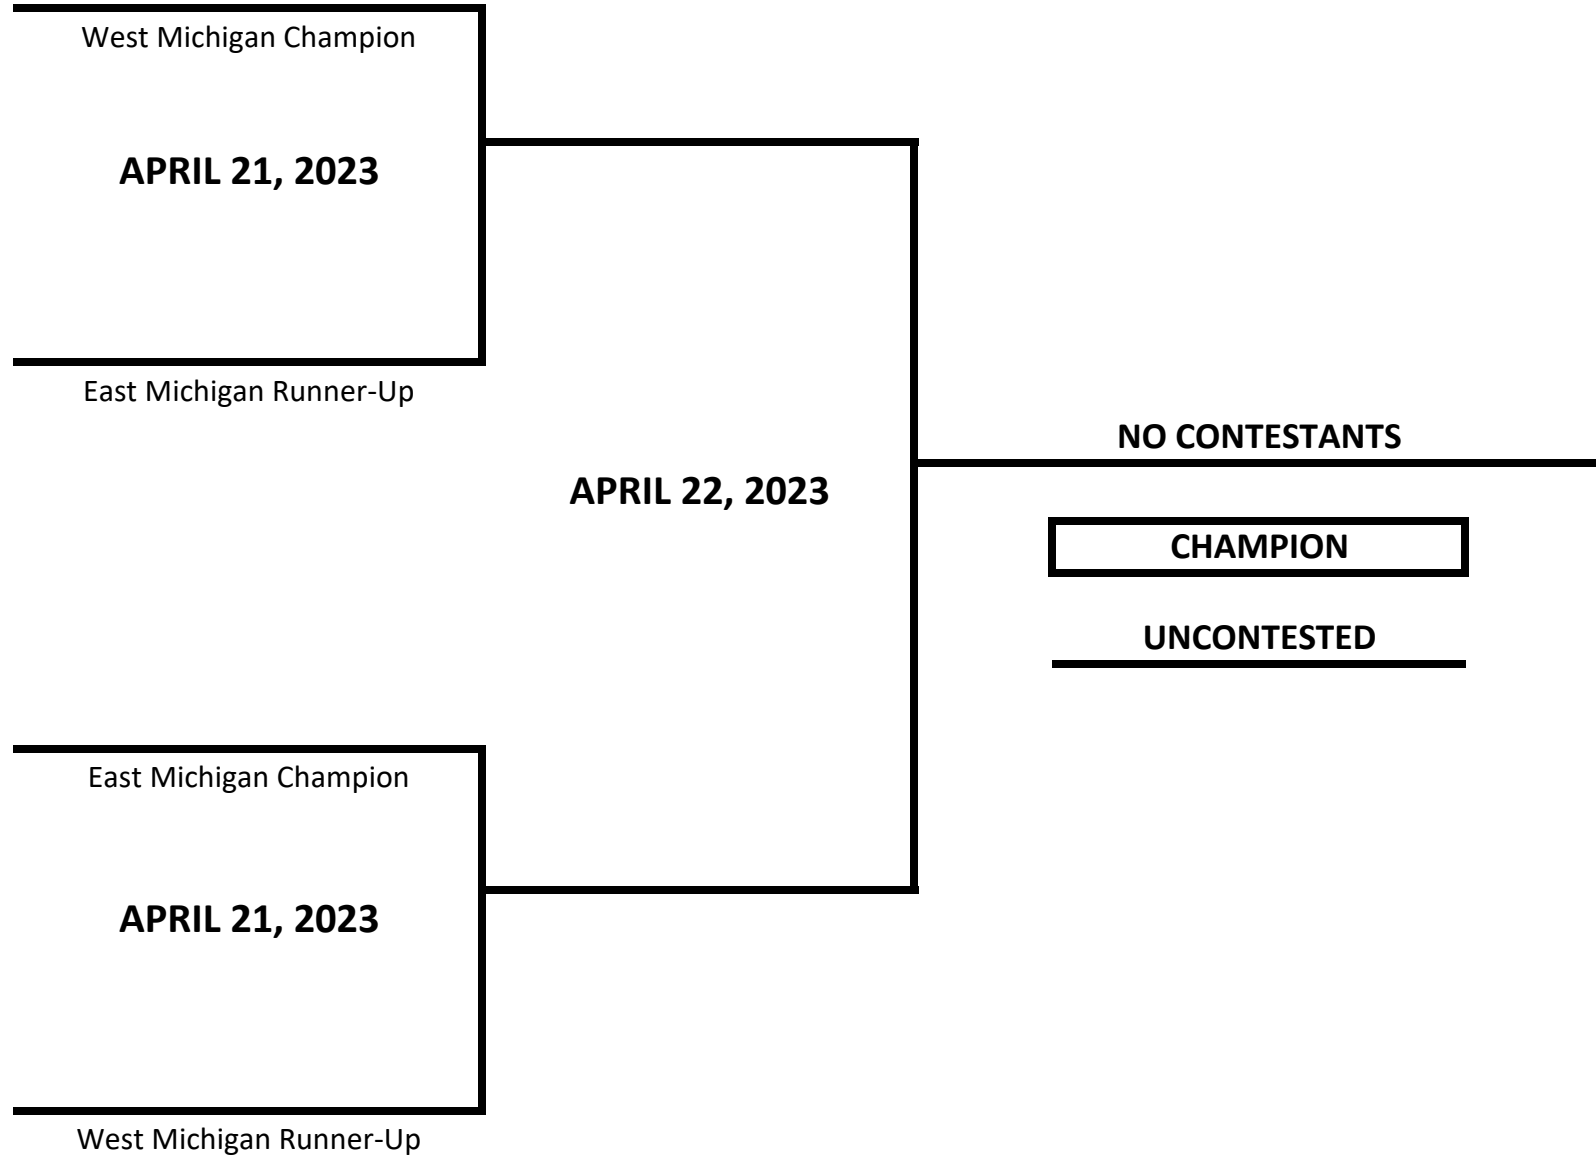 West Michigan Champion
APRIL 21, 2023
East Michigan Runner-Up
NO CONTESTANTS
APRIL 22, 2023
CHAMPION
UNCONTESTED
East Michigan Champion
APRIL 21, 2023
West Michigan Runner-Up